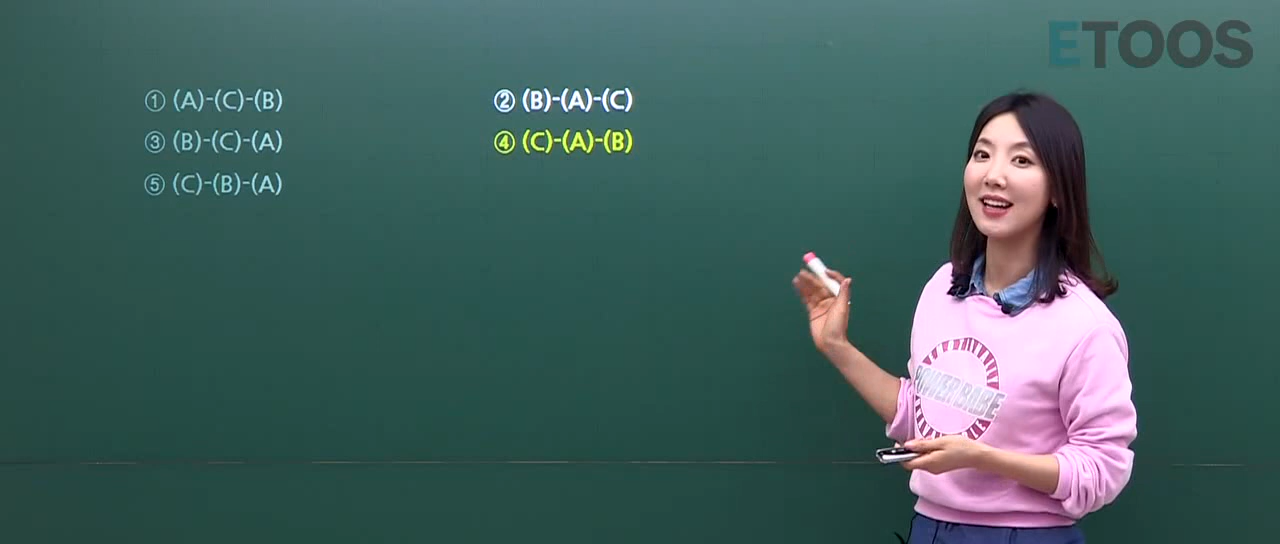 ETOOS
① (A)-(C)-(B)
② (B)-(A)-(C)
③ (B)-(C)-(A)
④ (C)-(A)-(B)
⑤ (C)-(B)-(A)
POWER BABE